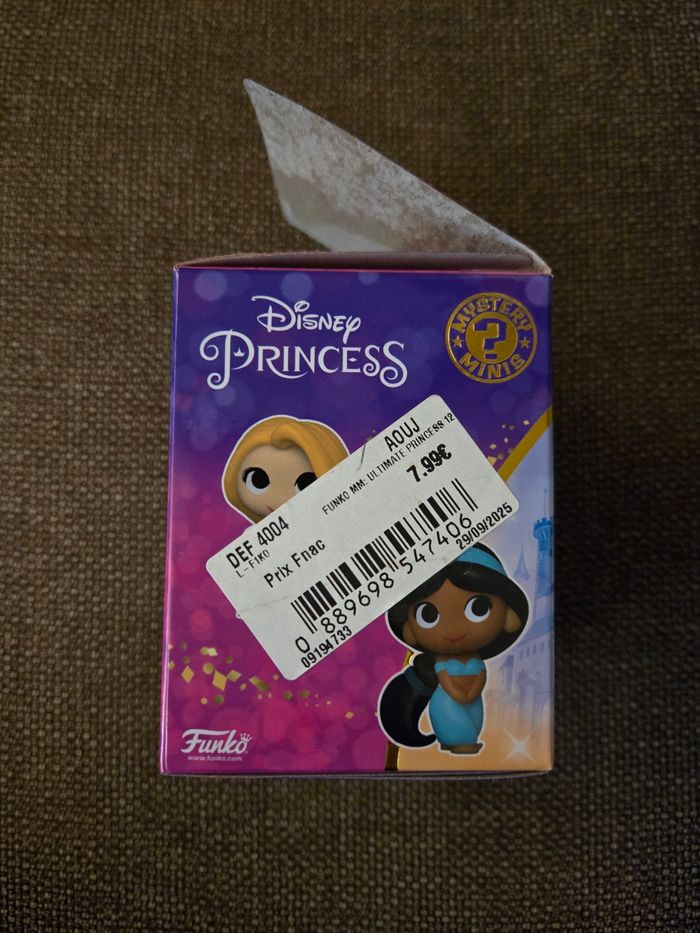 Disney
PRINCESS
MYSTERY
?
MINIS
AOUJ
FUNKO MM: ULTIMATE PRINCESS 12
7.99€
DEF 4004
L-FIKO
Prix Fnac
0 889698 547406
09194733
29/09/2025
Funko
www.funko.com